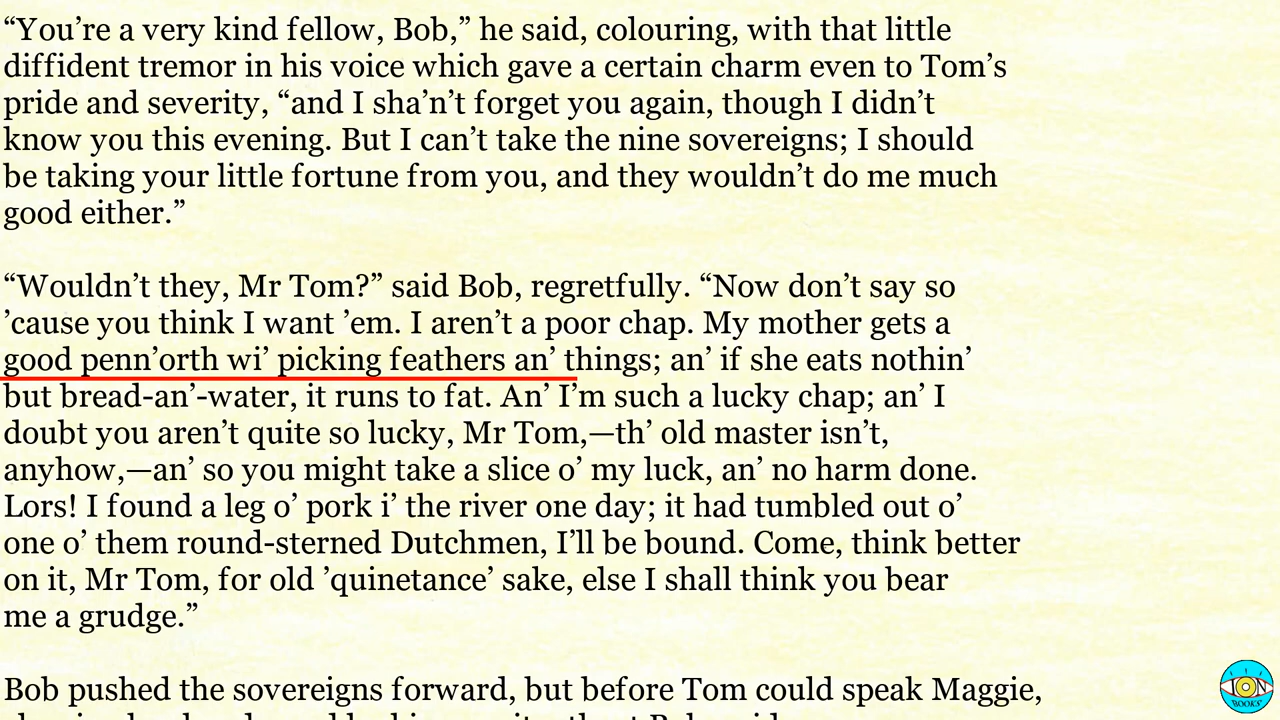 “You’re a very kind fellow, Bob,” he said, colouring, with that little
diffident tremor in his voice which gave a certain charm even to Tom’s
pride and severity, “and I sha’n’t forget you again, though I didn’t
know you this evening. But I can’t take the nine sovereigns; I should
be taking your little fortune from you, and they wouldn’t do me much
good either.”
“Wouldn’t they, Mr Tom?” said Bob, regretfully. “Now don’t say so
’cause you think I want ’em. I aren’t a poor chap. My mother gets a
good penn’orth wi’ picking feathers an’ things; an’ if she eats nothin’
but bread-an’-water, it runs to fat. An’ I’m such a lucky chap; an’ I
doubt you aren’t quite so lucky, Mr Tom,—th’ old master isn’t,
anyhow,—an’ so you might take a slice o’ my luck, an’ no harm done.
Lors! I found a leg o’ pork i’ the river one day; it had tumbled out o’
one o’ them round-sterned Dutchmen, I’ll be bound. Come, think better
on it, Mr Tom, for old ’quinetance’ sake, else I shall think you bear
me a grudge.”
Bob pushed the sovereigns forward, but before Tom could speak Maggie,
ION
BOOKS